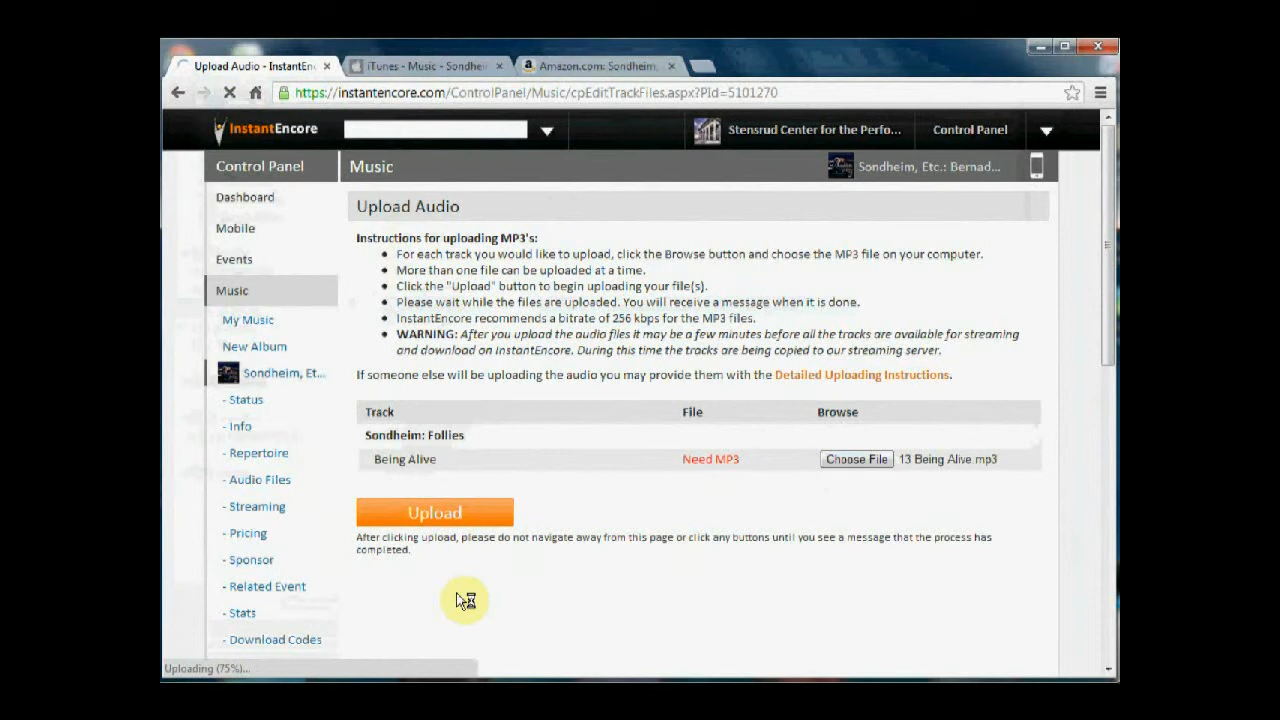 Upload Audio - InstantEnc
iTunes - Music - Sondhei
Amazon.com: Sondheim,
https://instantencore.com/ControlPanel/Music/cpEditTrackFiles.aspx?PId=5101270
InstantEncore
Stensrud Center for the Perfo...
Control Panel
Control Panel
Music
Sondheim, Etc.: Bernad...
Dashboard
Mobile
Events
Music
My Music
New Album
Sondheim, Et...
- Status
- Info
- Repertoire
- Audio Files
- Streaming
- Pricing
- Sponsor
- Related Event
- Stats
- Download Codes
Upload Audio
Instructions for uploading MP3's:
For each track you would like to upload, click the Browse button and choose the MP3 file on your computer.
More than one file can be uploaded at a time.
Click the "Upload" button to begin uploading your file(s).
Please wait while the files are uploaded. You will receive a message when it is done.
InstantEncore recommends a bitrate of 256 kbps for the MP3 files.
WARNING: After you upload the audio files it may be a few minutes before all the tracks are available for streaming
and download on InstantEncore. During this time the tracks are being copied to our streaming server.
If someone else will be uploading the audio you may provide them with the Detailed Uploading Instructions.
Track File Browse
Sondheim: Follies
Being Alive Need MP3 Choose File 13 Being Alive.mp3
Upload
After clicking upload, please do not navigate away from this page or click any buttons until you see a message that the process has
completed.
Uploading (75%)...